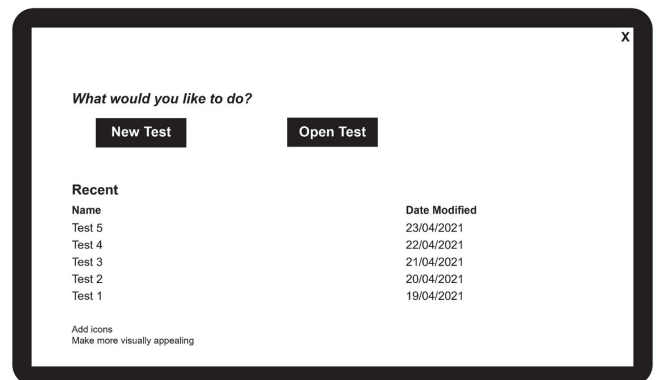 X
What would you like to do?
New Test Open Test
Recent
Name Date Modified
Test 5 23/04/2021
Test 4 22/04/2021
Test 3 21/04/2021
Test 2 20/04/2021
Test 1 19/04/2021
Add icons
Make more visually appealing